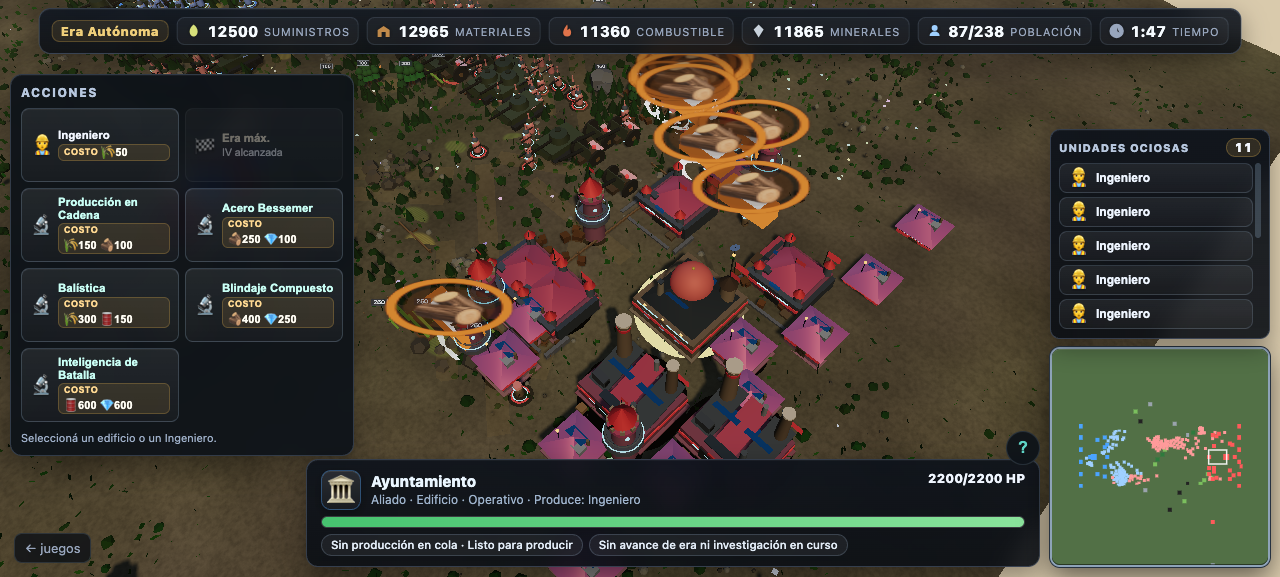 Era Autónoma
12500 SUMINISTROS
12965 MATERIALES
11360 COMBUSTIBLE
11865 MINERALES
87/238 POBLACIÓN
1:47 TIEMPO
ACCIONES
Ingeniero
COSTO 50
Era máx.
IV alcanzada
Producción en
Cadena
COSTO
150 100
Acero Bessemer
COSTO
250 100
Balística
COSTO
300 150
Blindaje Compuesto
COSTO
400 250
Inteligencia de
Batalla
COSTO
600 600
Seleccioná un edificio o un Ingeniero.
UNIDADES OCIOSAS 11
Ingeniero
Ingeniero
Ingeniero
Ingeniero
Ingeniero
?
Ayuntamiento
2200/2200 HP
Aliado · Edificio · Operativo · Produce: Ingeniero
Sin producción en cola · Listo para producir
Sin avance de era ni investigación en curso
← juegos